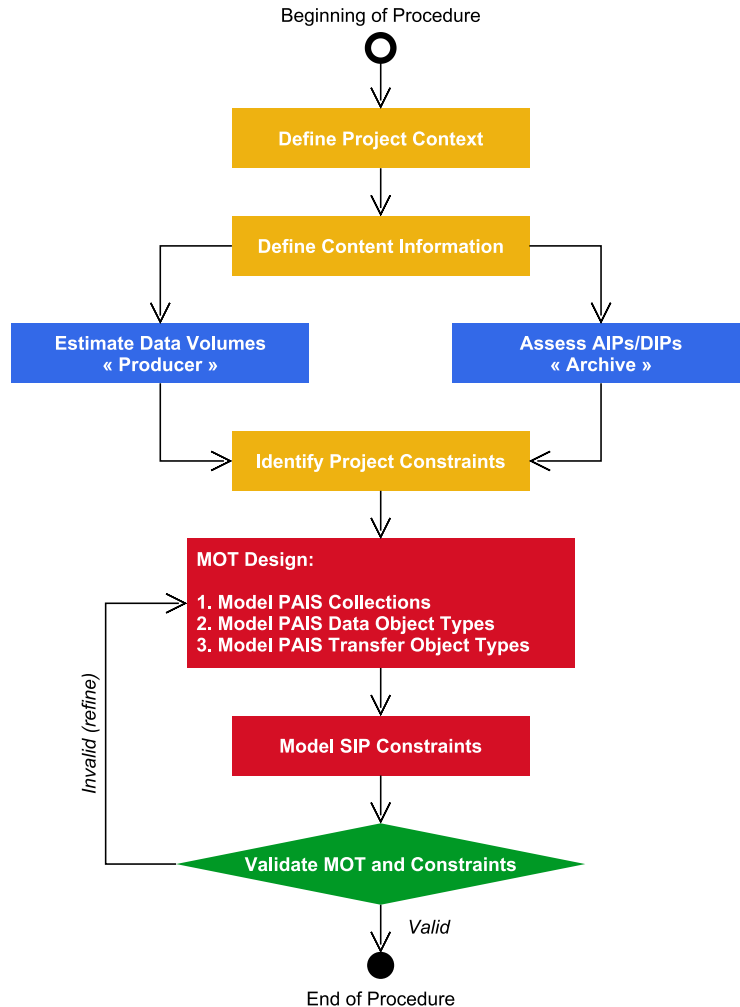 Beginning of Procedure
Define Project Context
Define Content Information
Estimate Data Volumes
« Producer »
Assess AIPs/DIPs
« Archive »
Identify Project Constraints
MOT Design:
1. Model PAIS Collections
2. Model PAIS Data Object Types
3. Model PAIS Transfer Object Types
Invalid (refine)
Model SIP Constraints
Validate MOT and Constraints
Valid
End of Procedure